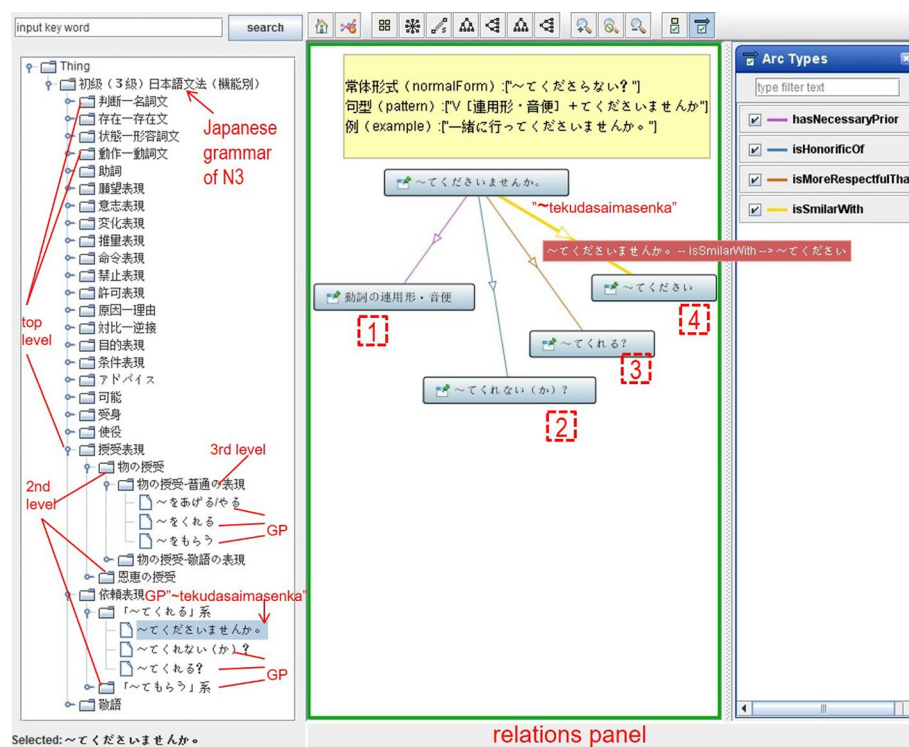 input key word
search
Thing
初級（３級）日本語文法（機能別）
判断一名詞文
存在一存在文
状態一形容詞文
動作一動詞文
助詞
願望表現
意志表現
変化表現
推量表現
命令表現
禁止表現
許可表現
原因一理由
対比一逆接
目的表現
条件表現
アドバイス
可能
受身
使役
授受表現
物の授受
物の授受-普通の表現
～をあげる/やる
～をくれる
～をもらう
物の授受-敬語の表現
恩恵の授受
依頼表現
「～てくれる」系
～てくださいませんか。
～てくれない（か）？
～てくれる？
「～てもらう」系
敬語
Japanese
grammar
of N3
top
level
3rd level
2nd
level
GP
GP"~tekudasaimasenka"
GP
Selected:～てくださいませんか。
常体形式（normalForm）:["～てくださらない？"]
句型（pattern）:["V［連用形・音便］＋てくださいませんか"]
例（example）:["一緒に行ってくださいませんか。"]
～てくださいませんか。
"~tekudasaimasenka"
～てくださいませんか。 -- isSmilarWith --> ～てください
動詞の連用形・音便
～てください
1
4
～てくれる？
3
～てくれない（か）？
2
relations panel
Arc Types
type filter text
hasNecessaryPrior
isHonorificOf
isMoreRespectfulTha
isSmilarWith